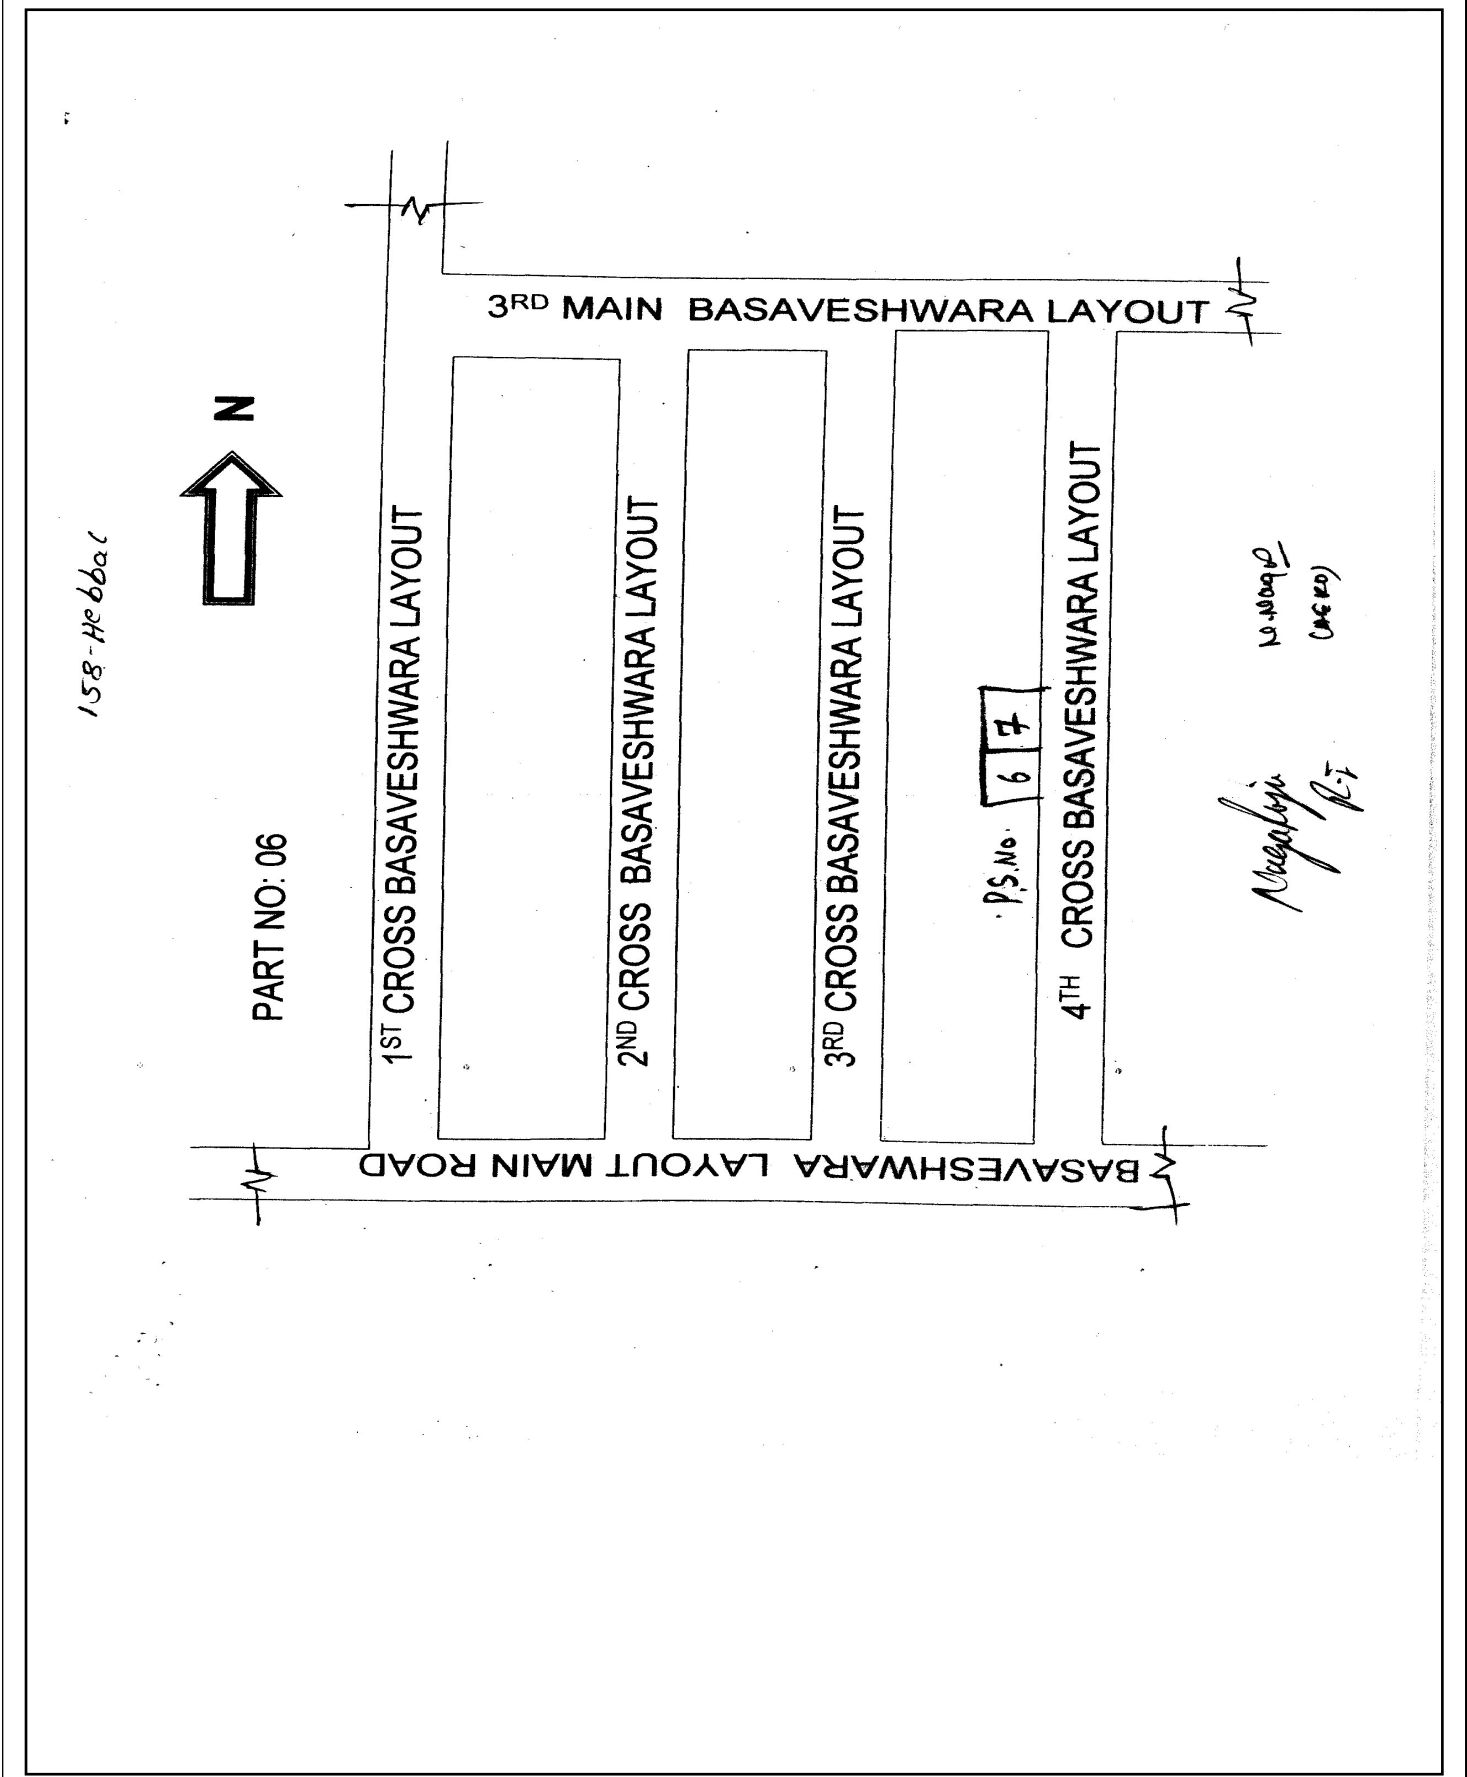 158-Hebbal
PART NO: 06
N
3RD MAIN BASAVESHWARA LAYOUT
1ST CROSS BASAVESHWARA LAYOUT
2ND CROSS BASAVESHWARA LAYOUT
3RD CROSS BASAVESHWARA LAYOUT
P.S.No. 6 7
4TH CROSS BASAVESHWARA LAYOUT
BASAVESHWARA LAYOUT MAIN ROAD
(AERO)
R.I